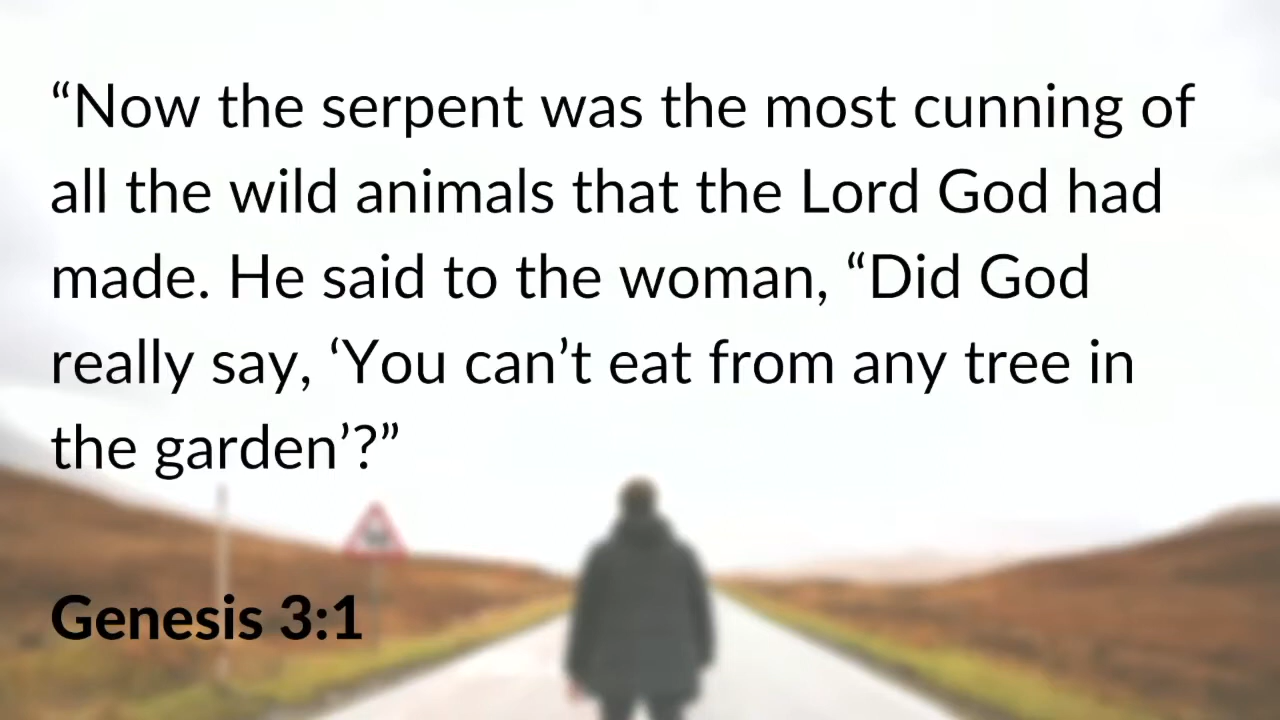 “Now the serpent was the most cunning of
all the wild animals that the Lord God had
made. He said to the woman, “Did God
really say, ‘You can’t eat from any tree in
the garden’?”
Genesis 3:1